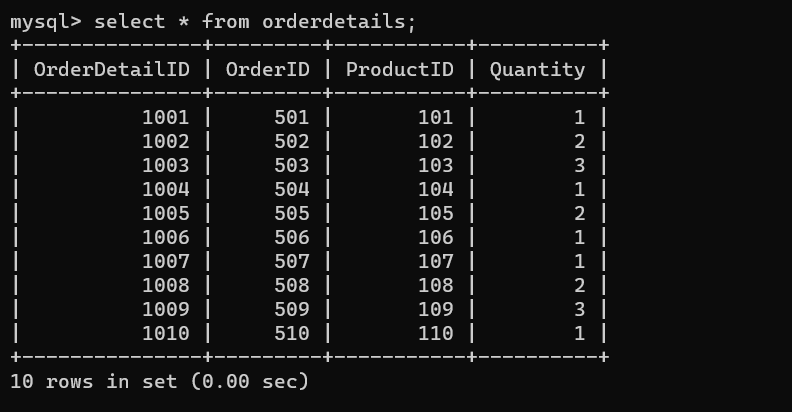 mysql> select * from orderdetails;
+---------------+---------+-----------+----------+
| OrderDetailID | OrderID | ProductID | Quantity |
+---------------+---------+-----------+----------+
|          1001 |     501 |       101 |        1 |
|          1002 |     502 |       102 |        2 |
|          1003 |     503 |       103 |        3 |
|          1004 |     504 |       104 |        1 |
|          1005 |     505 |       105 |        2 |
|          1006 |     506 |       106 |        1 |
|          1007 |     507 |       107 |        1 |
|          1008 |     508 |       108 |        2 |
|          1009 |     509 |       109 |        3 |
|          1010 |     510 |       110 |        1 |
+---------------+---------+-----------+----------+
10 rows in set (0.00 sec)